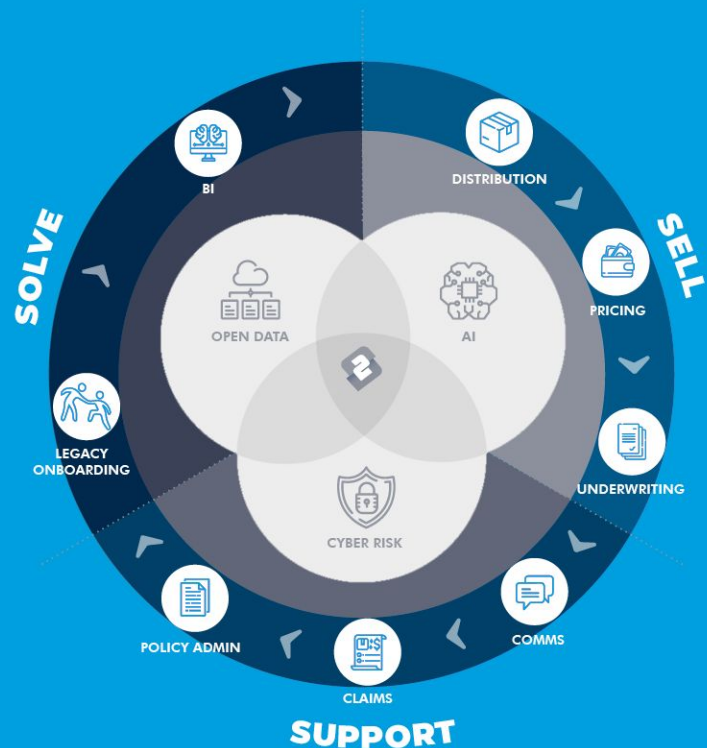 SOLVE
SELL
SUPPORT
BI
DISTRIBUTION
PRICING
UNDERWRITING
COMMS
CLAIMS
POLICY ADMIN
LEGACY
ONBOARDING
OPEN DATA
AI
CYBER RISK